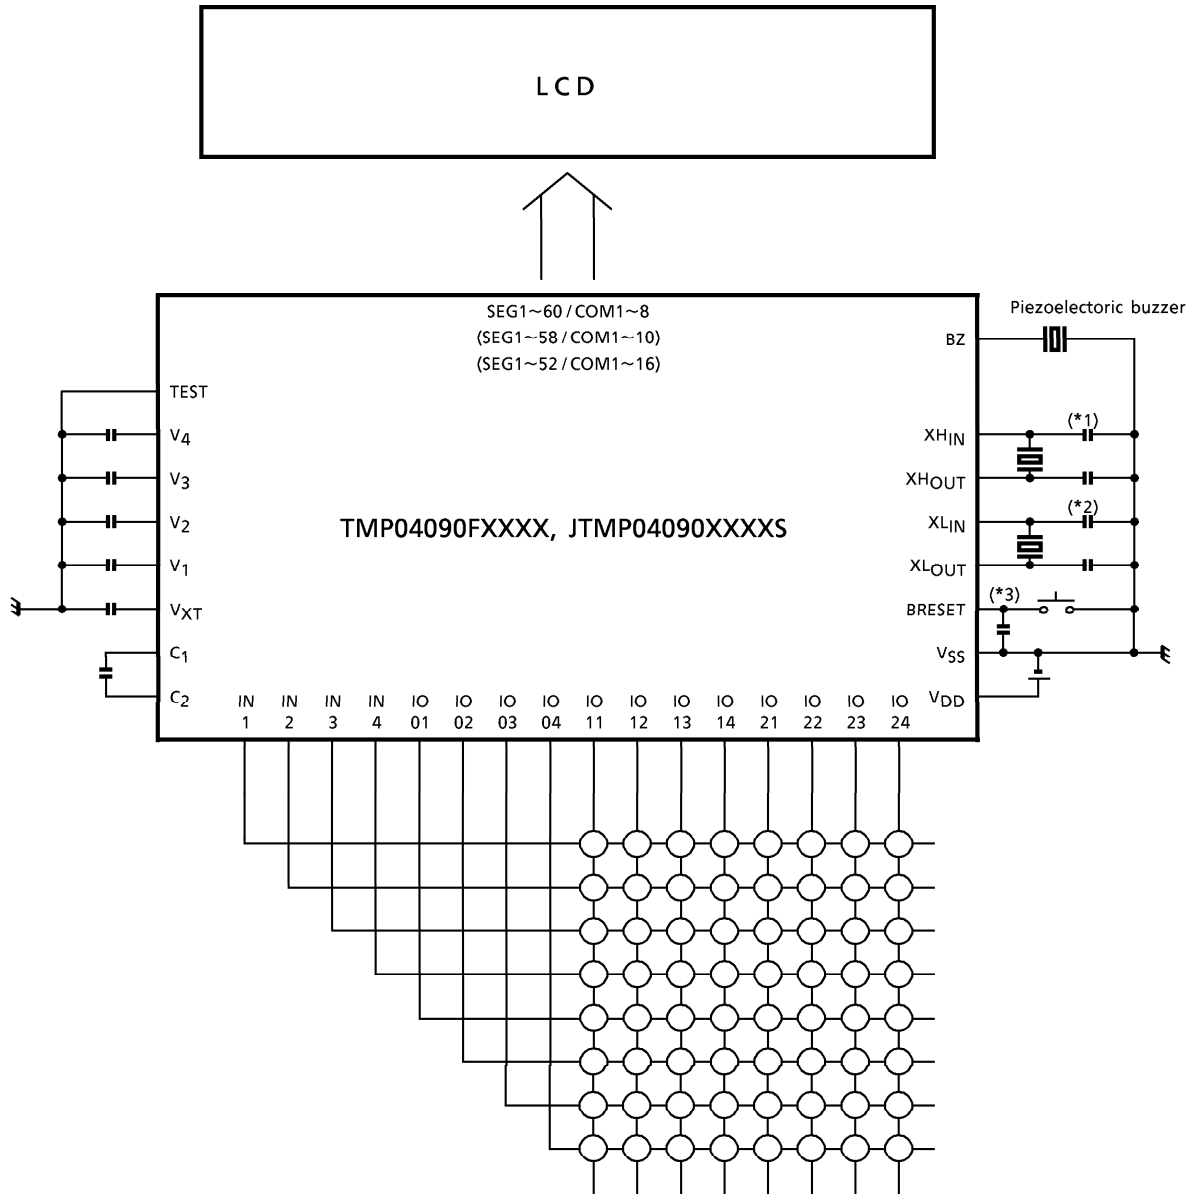 LCD
SEG1~60 / COM1~8
(SEG1~58 / COM1~10)
(SEG1~52 / COM1~16)
Piezoelectoric buzzer
BZ
TEST
V4
V3
V2
V1
VXT
C1
C2
TMP04090FXXXX, JTMP04090XXXXS
XHIN
(*1)
XHOUT
XLIN
(*2)
XLOUT
BRESET
(*3)
VSS
VDD
IN IN IN IN IO IO IO IO IO IO IO IO IO IO IO IO
1 2 3 4 01 02 03 04 11 12 13 14 21 22 23 24